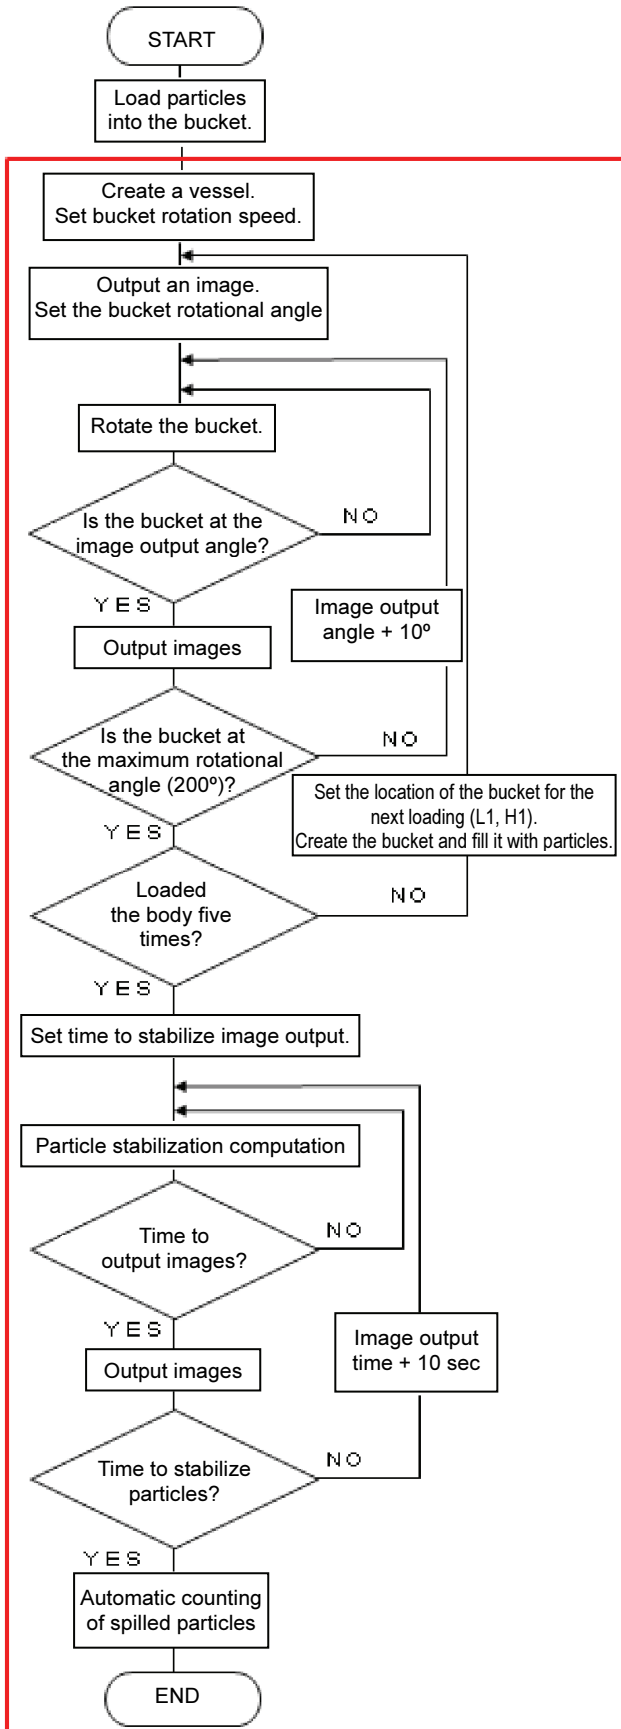 START
Load particles
into the bucket.
Create a vessel.
Set bucket rotation speed.
Output an image.
Set the bucket rotational angle
Rotate the bucket.
Is the bucket at the
image output angle?
NO
YES
Image output
angle + 10º
Output images
Is the bucket at
the maximum rotational
angle (200º)?
NO
YES
Set the location of the bucket for the
next loading (L1, H1).
Create the bucket and fill it with particles.
Loaded
the body five
times?
NO
YES
Set time to stabilize image output.
Particle stabilization computation
Time to
output images?
NO
YES
Image output
time + 10 sec
Output images
Time to stabilize
particles?
NO
YES
Automatic counting
of spilled particles
END